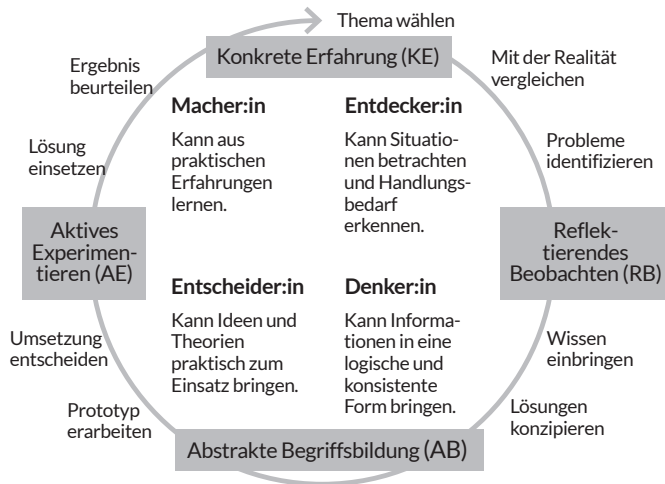 Thema wählen
Konkrete Erfahrung (KE)
Mit der Realität
vergleichen
Probleme
identifizieren
Reflek-
tierendes
Beobachten (RB)
Wissen
einbringen
Lösungen
konzipieren
Abstrakte Begriffsbildung (AB)
Prototyp
erarbeiten
Umsetzung
entscheiden
Aktives
Experimen-
tieren (AE)
Lösung
einsetzen
Ergebnis
beurteilen
Macher:in
Kann aus
praktischen
Erfahrungen
lernen.
Entdecker:in
Kann Situatio-
nen betrachten
und Handlungs-
bedarf
erkennen.
Entscheider:in
Kann Ideen und
Theorien
praktisch zum
Einsatz bringen.
Denker:in
Kann Informa-
tionen in eine
logische und
konsistente
Form bringen.